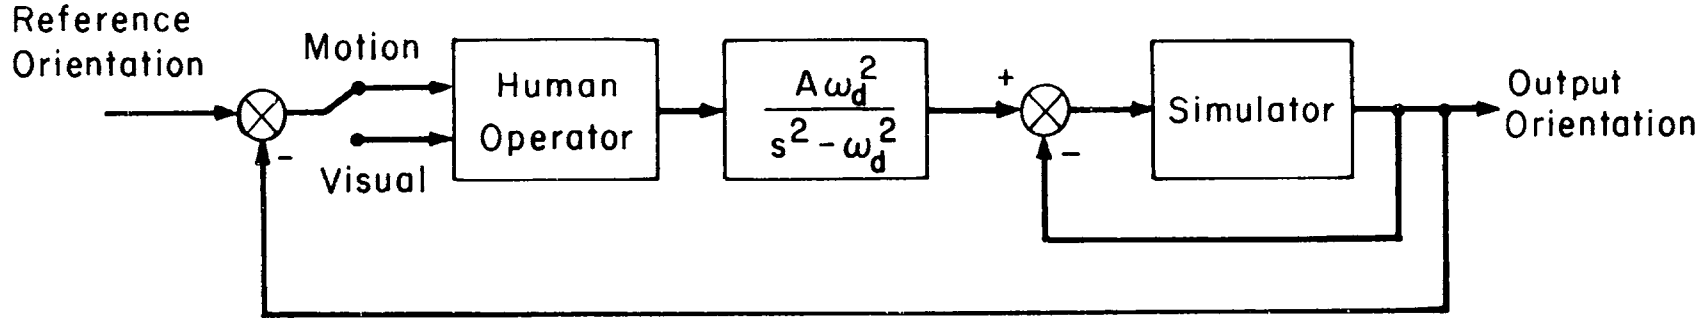 Reference
Orientation
Motion
Visual
-
Human
Operator
Aω_d^2
s^2 - ω_d^2
+
-
Simulator
Output
Orientation